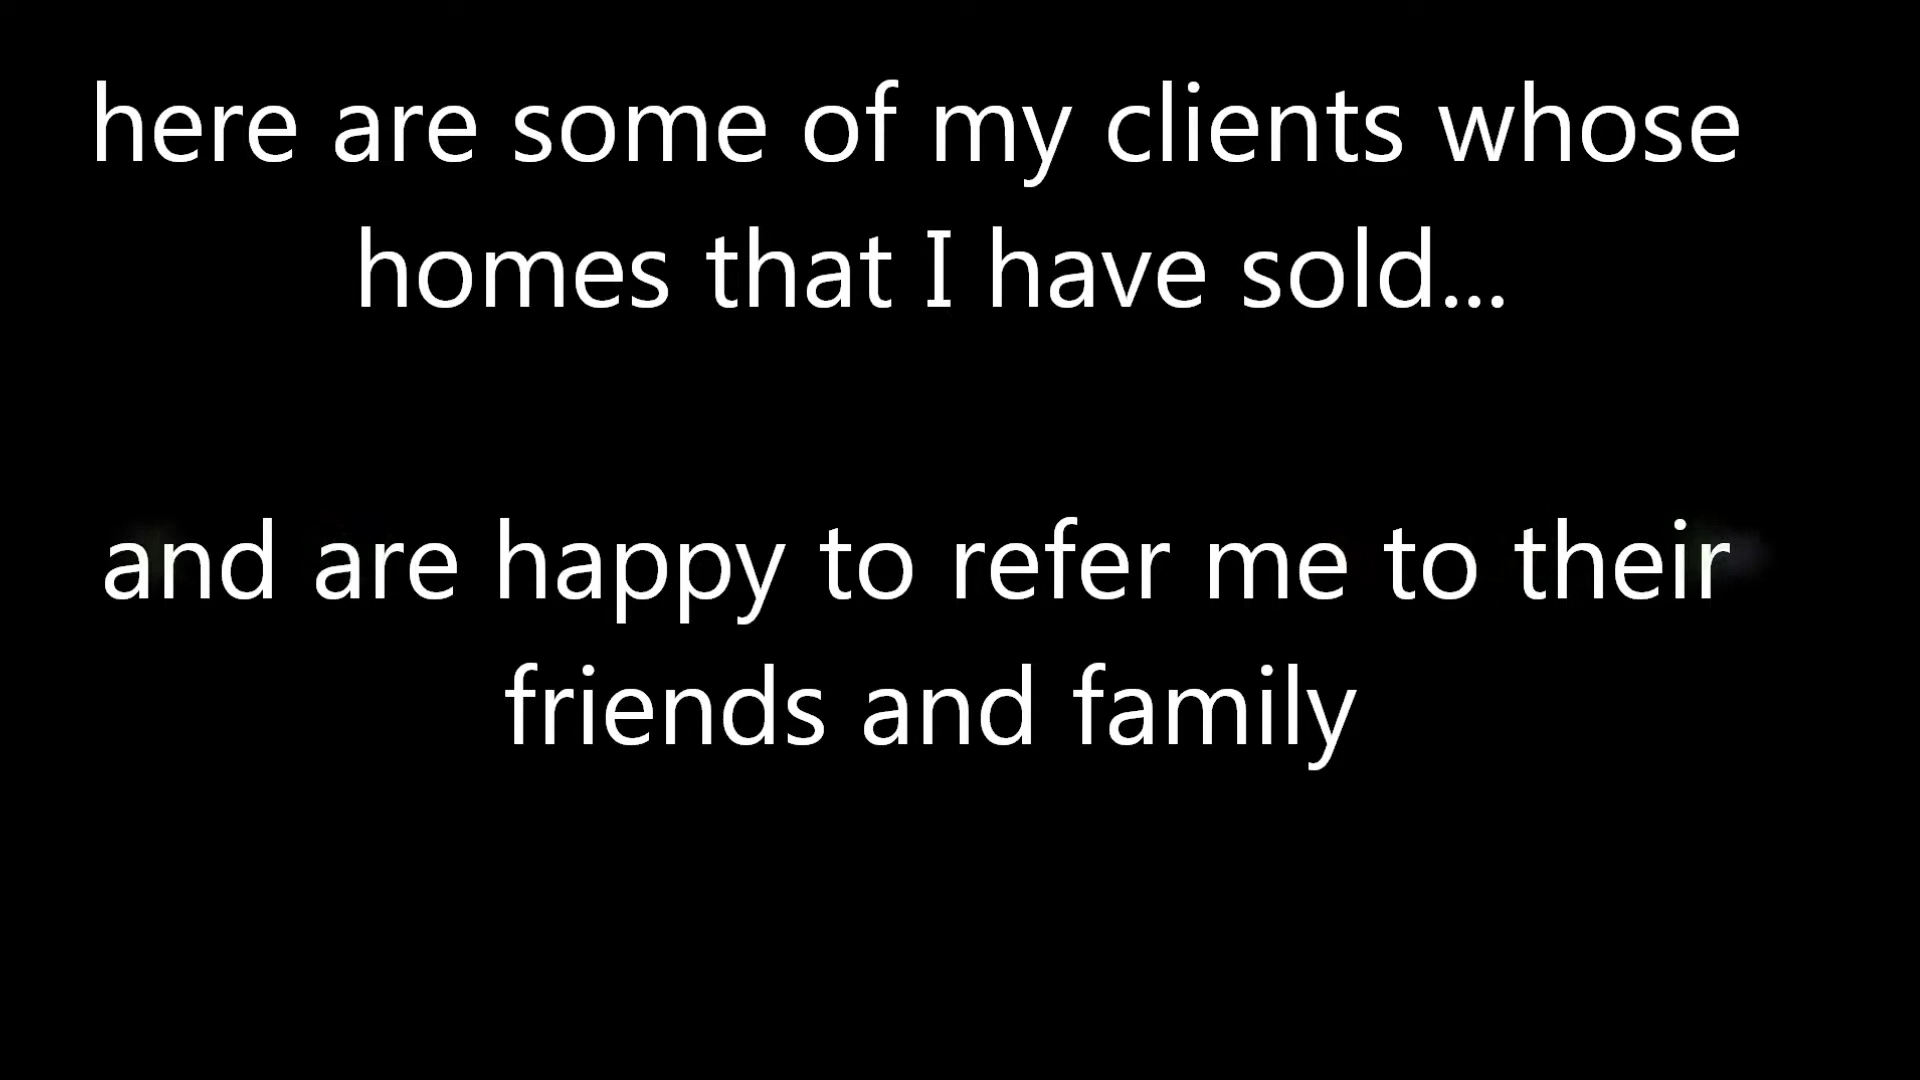 here are some of my clients whose
homes that I have sold...
and are happy to refer me to their
friends and family